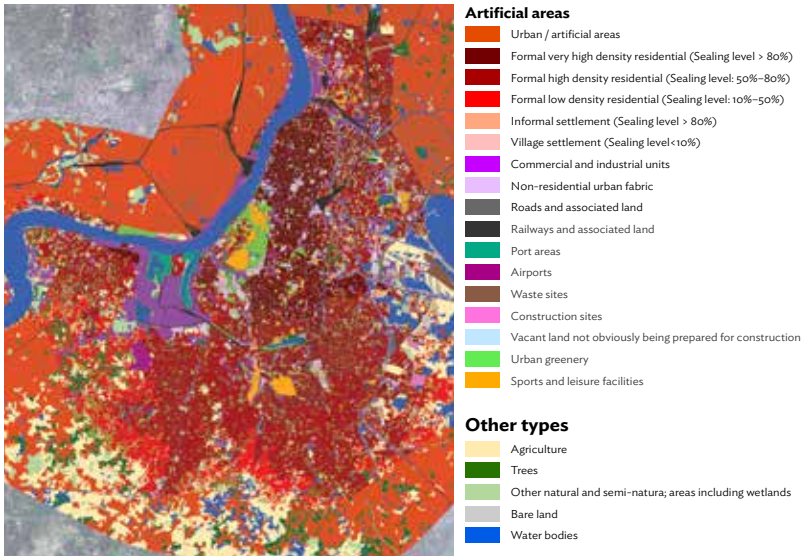 Artificial areas
Urban / artificial areas
Formal very high density residential (Sealing level > 80%)
Formal high density residential (Sealing level: 50%–80%)
Formal low density residential (Sealing level: 10%–50%)
Informal settlement (Sealing level > 80%)
Village settlement (Sealing level<10%)
Commercial and industrial units
Non-residential urban fabric
Roads and associated land
Railways and associated land
Port areas
Airports
Waste sites
Construction sites
Vacant land not obviously being prepared for construction
Urban greenery
Sports and leisure facilities
Other types
Agriculture
Trees
Other natural and semi-natura; areas including wetlands
Bare land
Water bodies